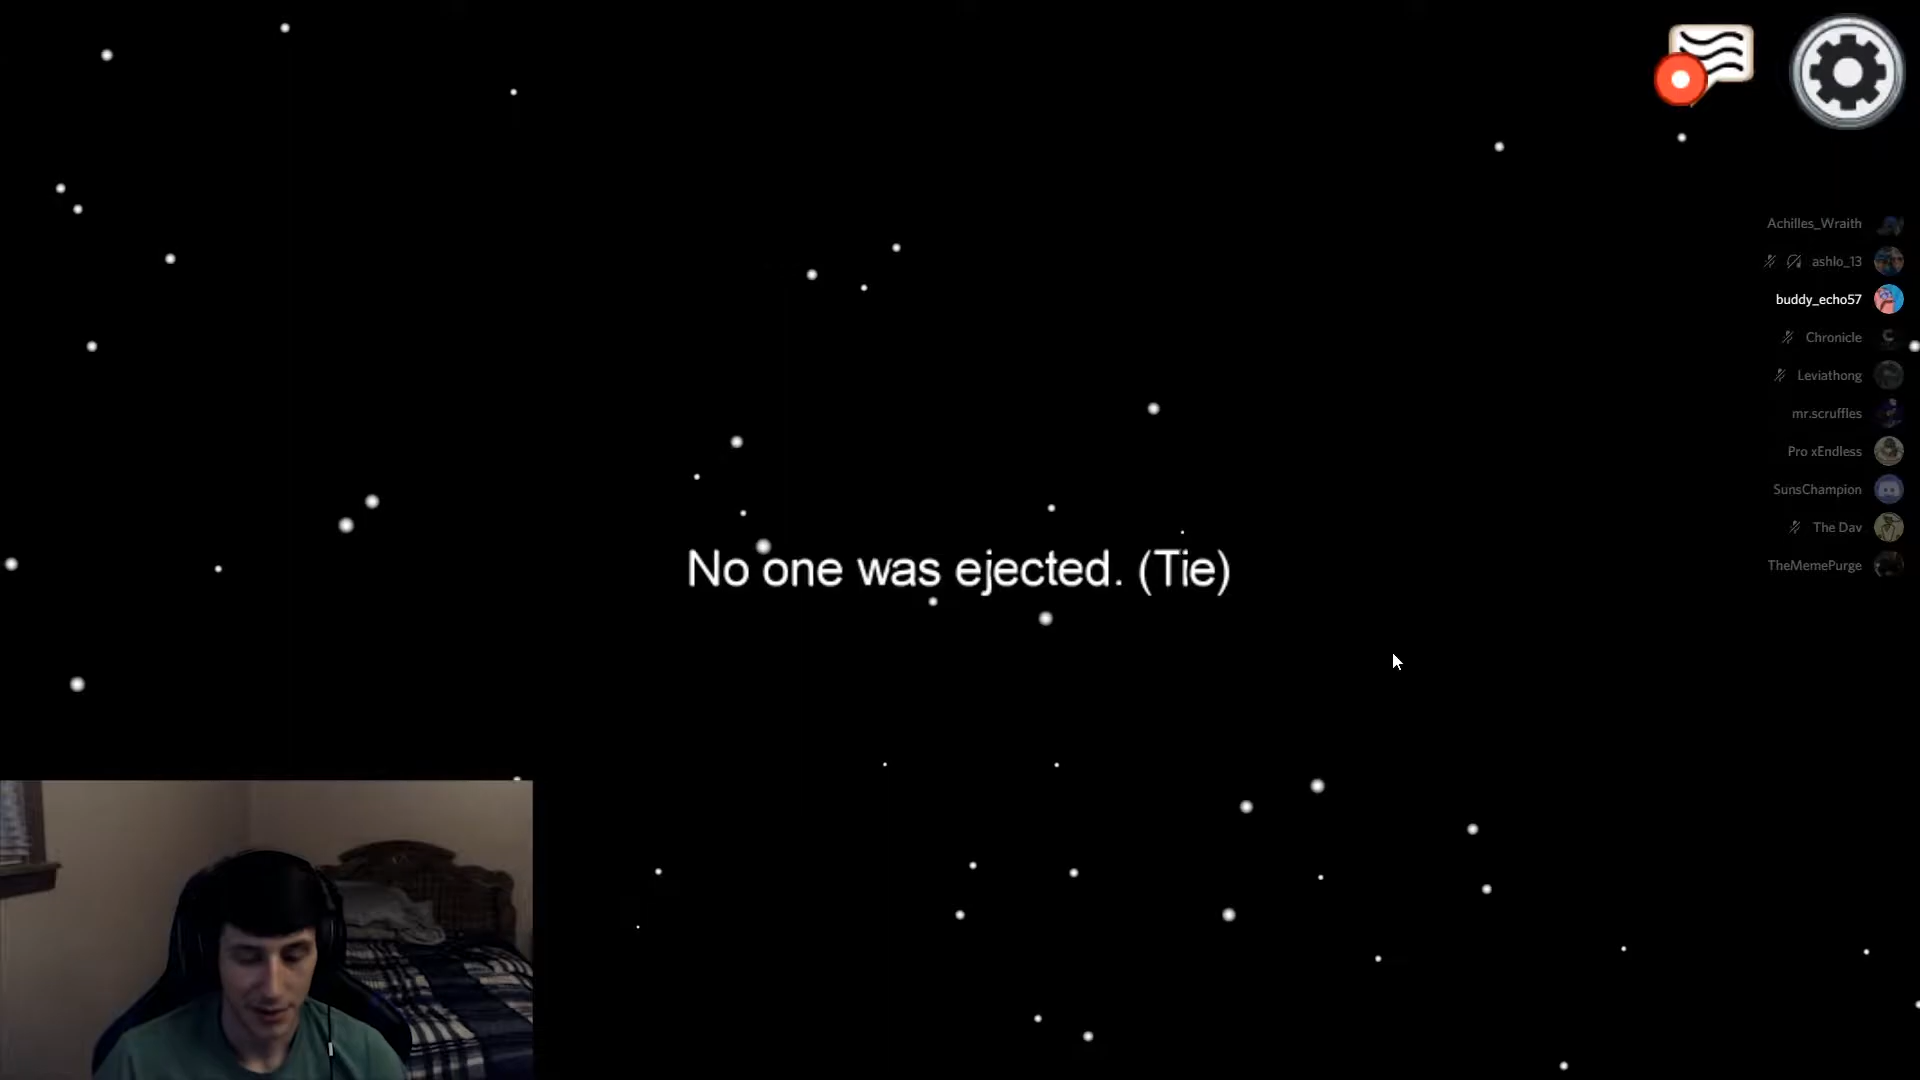 Achilles_Wraith
ashlo_13
buddy_echo57
Chronicle
Leviathong
mr.scruffles
Pro xEndless
SunsChampion
No one was ejected. (Tie)
The Dav
TheMemePurge